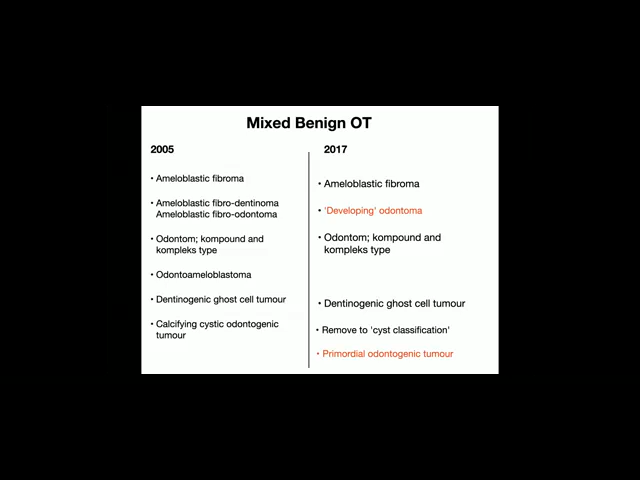 Mixed Benign OT
2005
• Ameloblastic fibroma
• Ameloblastic fibro-dentinoma
Ameloblastic fibro-odontoma
• Odontom; kompound and
kompleks type
• Odontoameloblastoma
• Dentinogenic ghost cell tumour
• Calcifying cystic odontogenic
tumour
2017
• Ameloblastic fibroma
• 'Developing' odontoma
• Odontom; kompound and
kompleks type
• Dentinogenic ghost cell tumour
• Remove to 'cyst classification'
• Primordial odontogenic tumour